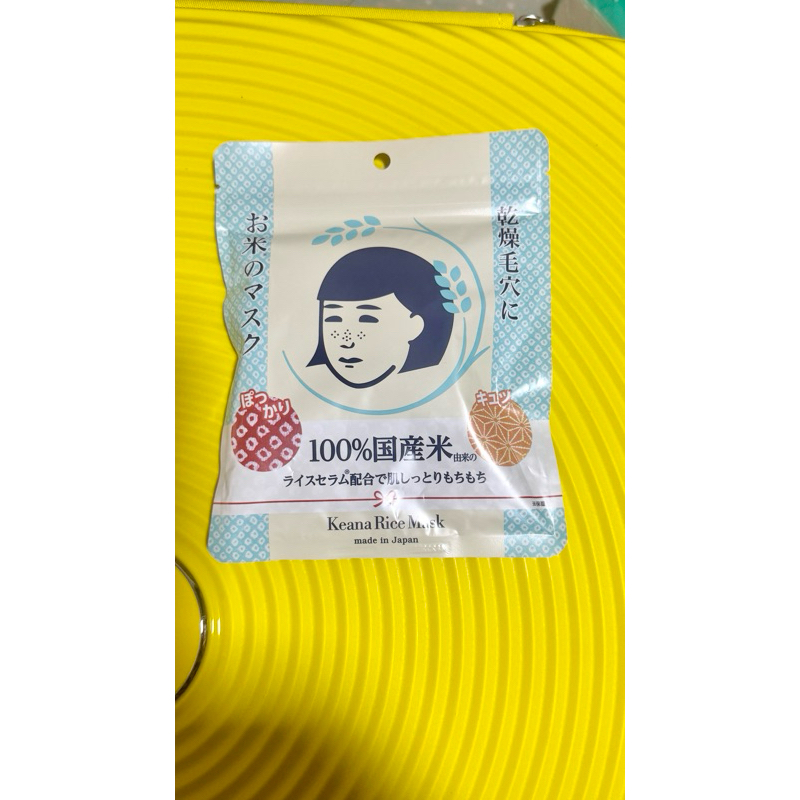 乾燥毛穴に
お米のマスク
ぽっかり
キュッ
100%国産米由来の
ライスセラム※配合で肌しっとりもちもち
Keana Rice Mask
made in Japan